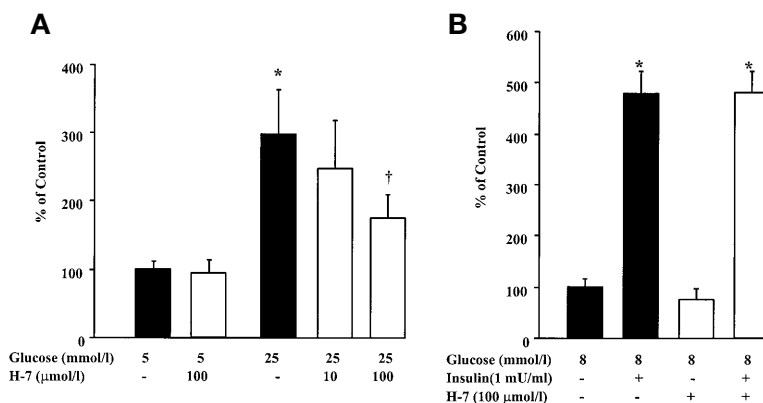 A
400
300
200
100
0
% of Control
*
†
Glucose (mmol/l) 5 5 25 25 25
H-7 (μmol/l) - 100 - 10 100
B
600
500
400
300
200
100
0
% of Control
*
*
Glucose (mmol/l) 8 8 8 8
Insulin(1 mU/ml) - + - +
H-7 (100 μmol/l) - - + +